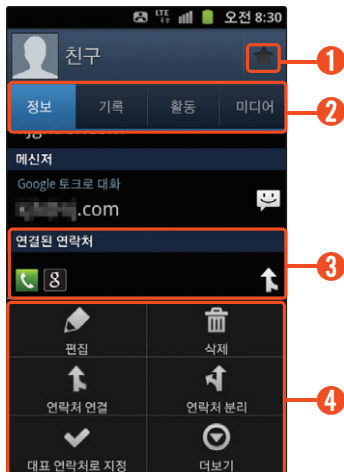 LTE 오전 8:30
친구
1
정보 기록 활동 미디어
2
메신저
Google 토크로 대화
.com
연결된 연락처
8
3
편집 삭제
연락처 연결 연락처 분리
4
대표 연락처로 지정 더보기